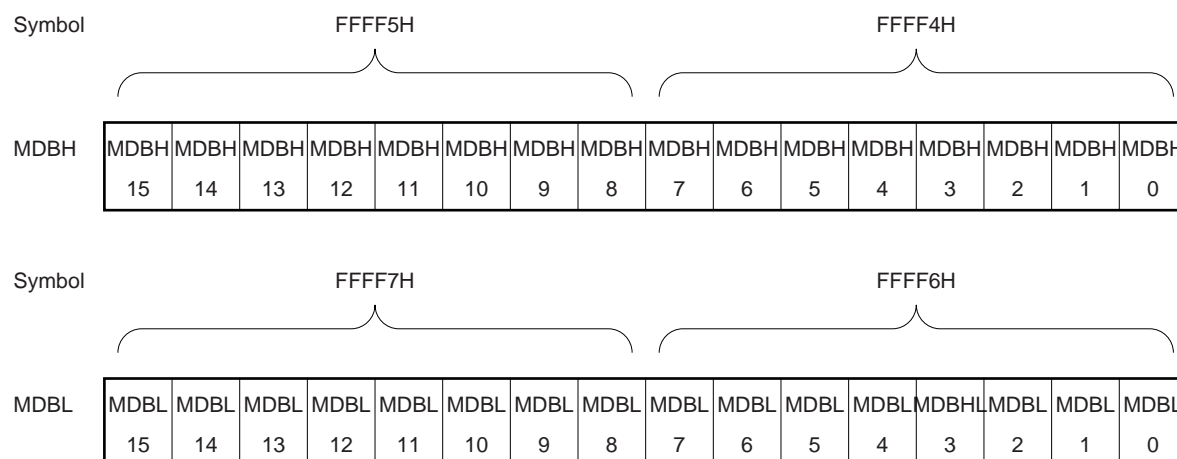 Symbol FFFF5H FFFF4H
MDBH MDBH MDBH MDBH MDBH MDBH MDBH MDBH MDBH MDBH MDBH MDBH MDBH MDBH MDBH MDBH MDBH
15 14 13 12 11 10 9 8 7 6 5 4 3 2 1 0
Symbol FFFF7H FFFF6H
MDBL MDBL MDBL MDBL MDBL MDBL MDBL MDBL MDBL MDBL MDBL MDBL MDBL MDBHL MDBL MDBL MDBL
15 14 13 12 11 10 9 8 7 6 5 4 3 2 1 0